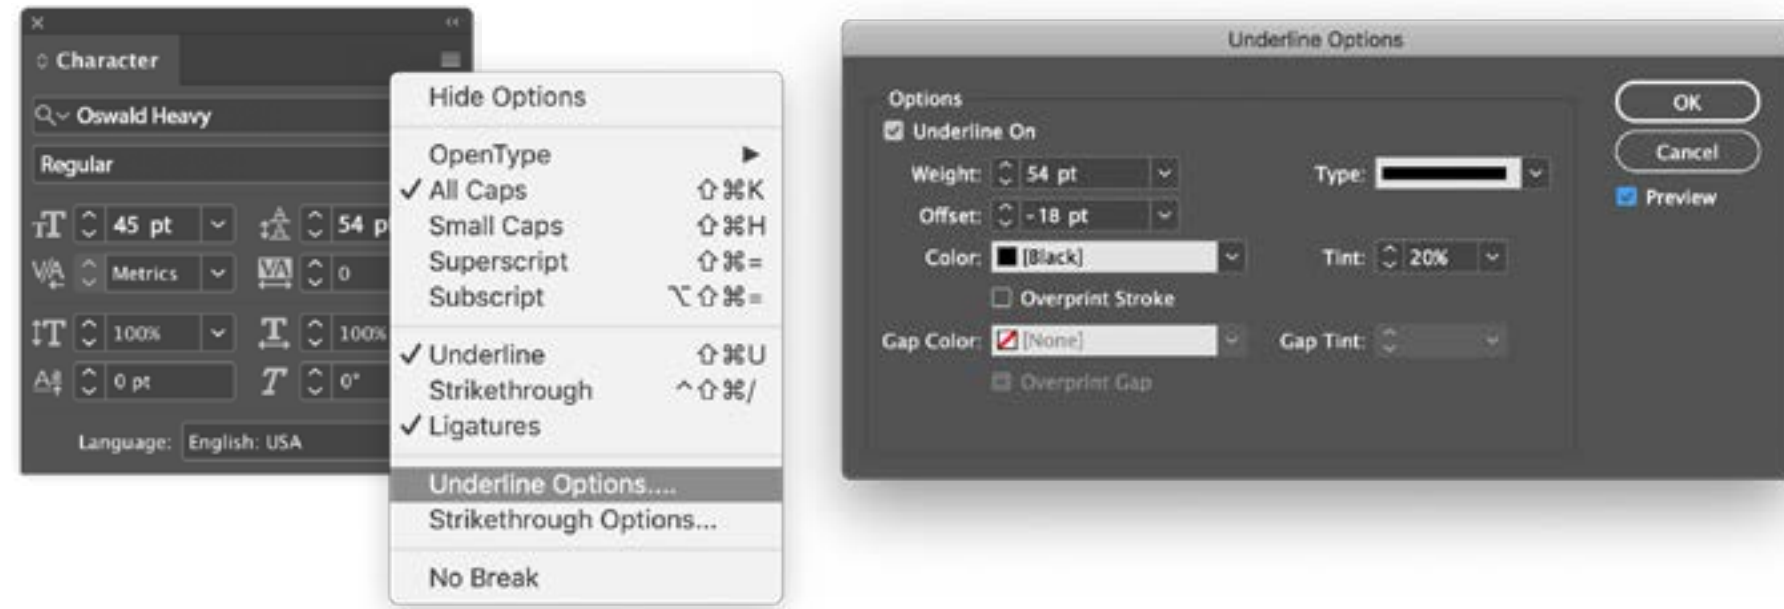 Character
Oswald Heavy
Regular
45 pt
54 p
Metrics
0
100%
100%
0 pt
0°
Language: English: USA
Hide Options
OpenType ▶
✓ All Caps ⇧⌘K
Small Caps ⇧⌘H
Superscript ⇧⌘=
Subscript ⌥⇧⌘=
✓ Underline ⇧⌘U
Strikethrough ^⇧⌘/
✓ Ligatures
Underline Options....
Strikethrough Options...
No Break
Underline Options
Options
Underline On
Weight: 54 pt
Type:
Offset: -18 pt
Color: [Black]
Tint: 20%
Overprint Stroke
Gap Color: [None]
Gap Tint:
Overprint Gap
OK
Cancel
Preview